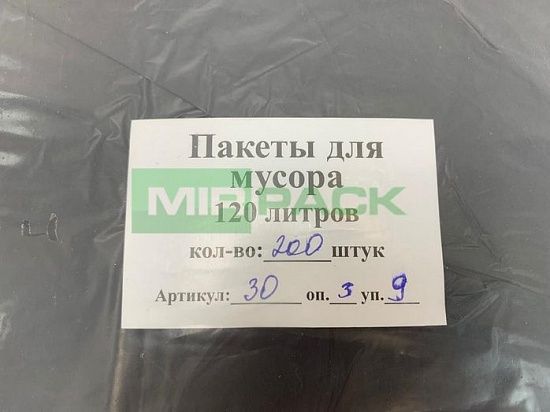 Пакеты для
мусора
MIRPACK
120 литров
кол-во: 200 штук
Артикул: 30 оп. 3 уп. 9